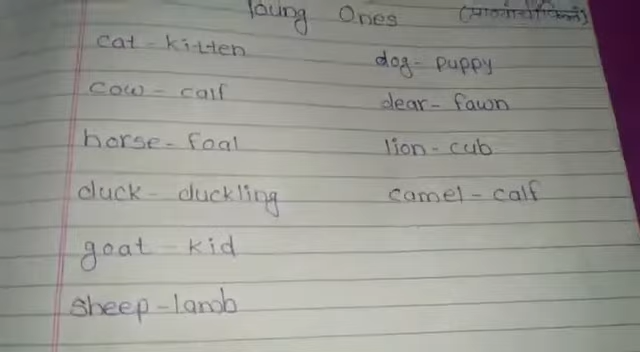 Young Ones
cat - kitten
cow - calf
horse - foal
duck - duckling
goat - kid
sheep - lamb
dog - puppy
dear - fawn
lion - cub
camel - calf